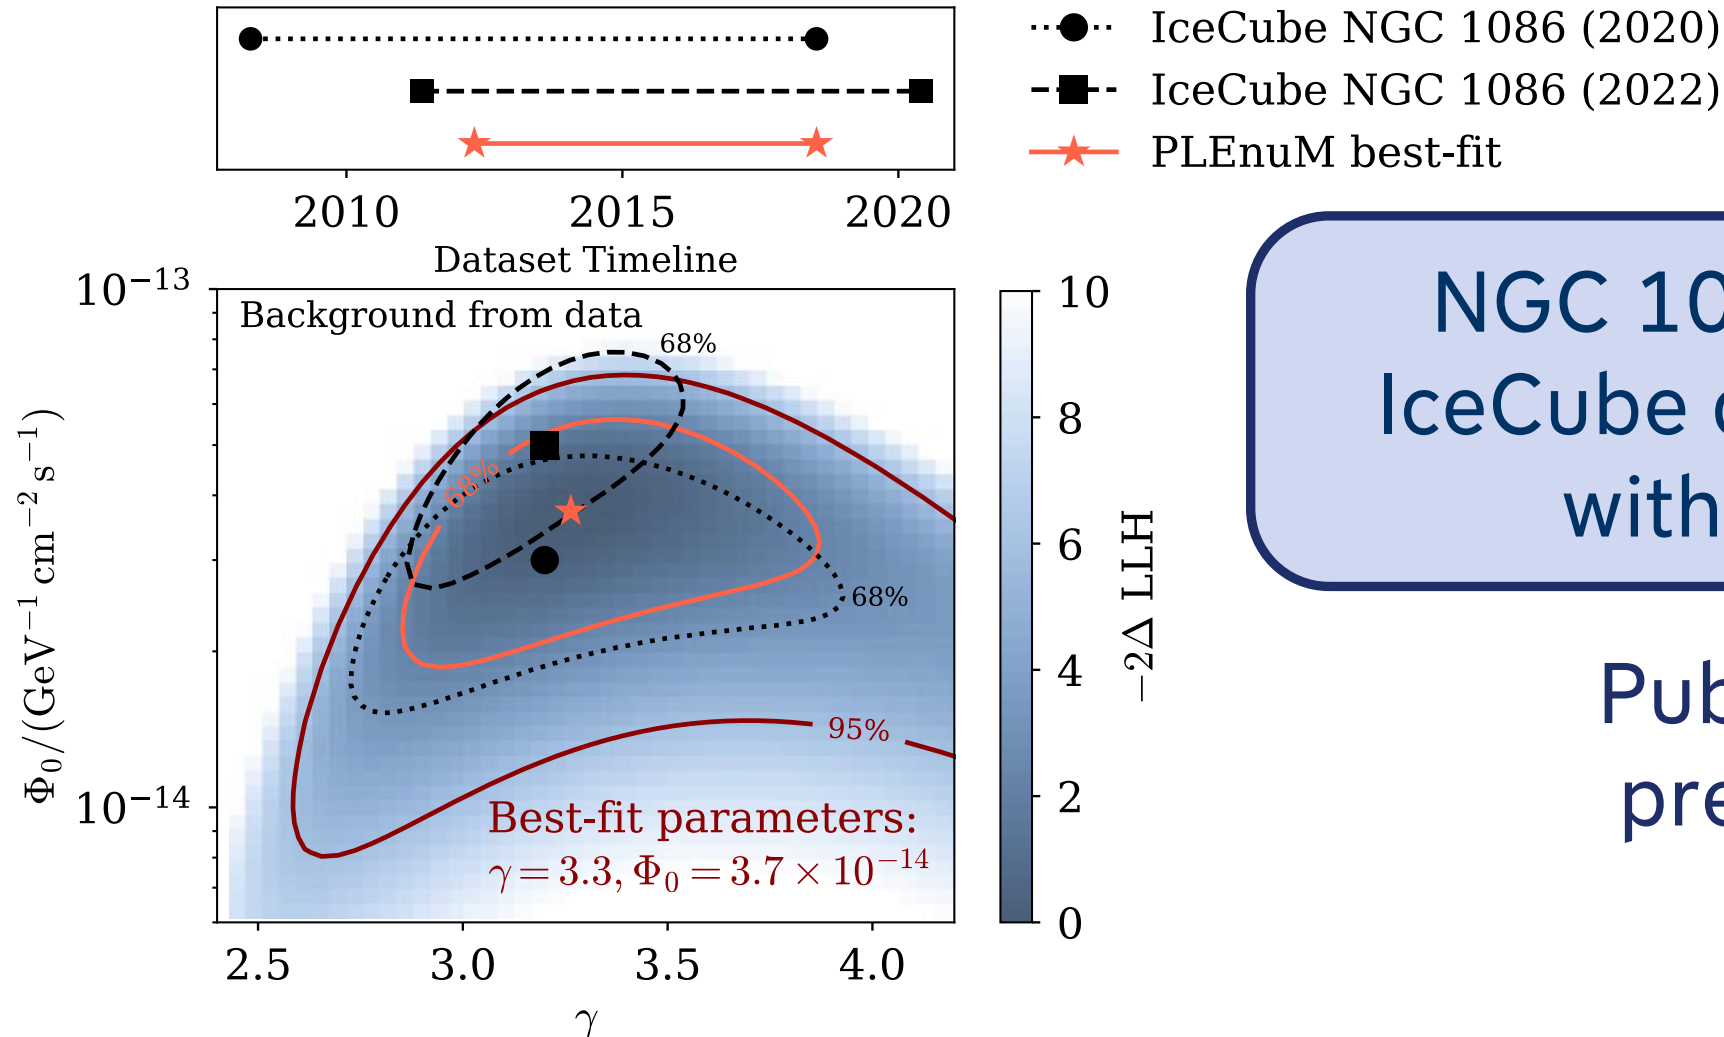 IceCube NGC 1086 (2020)
IceCube NGC 1086 (2022)
PLEnuM best-fit
2010 2015 2020
Dataset Timeline
10⁻¹³
10⁻¹⁴
Φ₀/(GeV⁻¹ cm⁻² s⁻¹)
Background from data
68%
68%
68%
95%
Best-fit parameters:
γ = 3.3, Φ₀ = 3.7 × 10⁻¹⁴
2.5 3.0 3.5 4.0
γ
10
8
6
4
2
0
−2Δ LLH
NGC 10
IceCube
with
Pub
pre